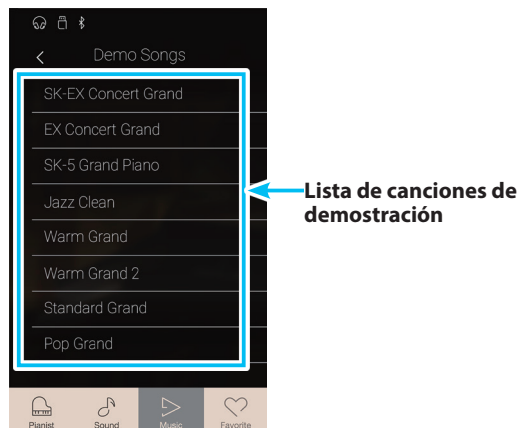 Demo Songs
SK-EX Concert Grand
EX Concert Grand
SK-5 Grand Piano
Jazz Clean
Warm Grand
Warm Grand 2
Standard Grand
Pop Grand
Lista de canciones de
demostración
Pianist Sound Music Favorite